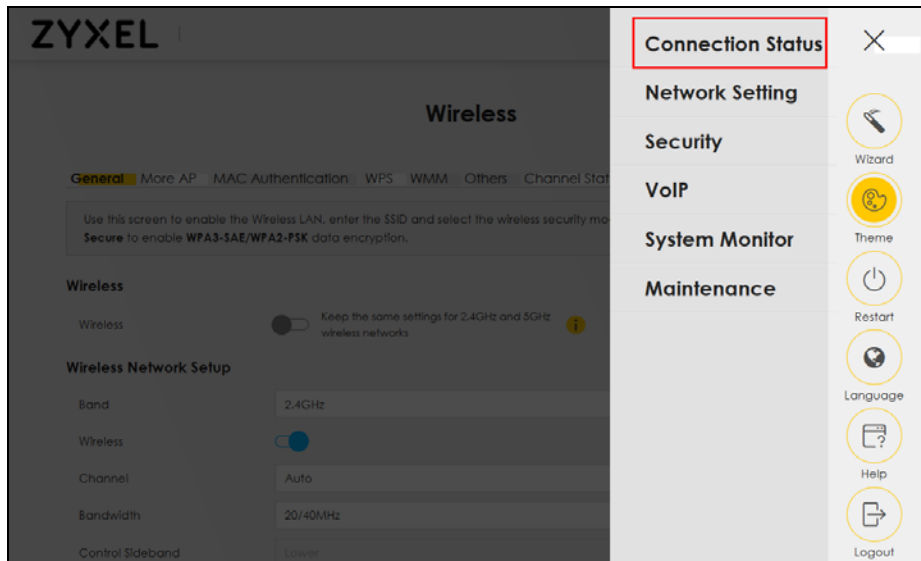 ZYXEL
Wireless
General More AP MAC Authentication WPS WMM Others Channel Stat
Use this screen to enable the Wireless LAN, enter the SSID and select the wireless security mo
Secure to enable WPA3-SAE/WPA2-PSK data encryption.
Wireless
Wireless
Keep the same settings for 2.4GHz and 5GHz
wireless networks
i
Wireless Network Setup
Band
2.4GHz
Wireless
Channel
Auto
Bandwidth
20/40MHz
Control Sideband
Lower
Connection Status
Network Setting
Security
VoIP
System Monitor
Maintenance
Wizard
Theme
Restart
Language
?
Help
Logout